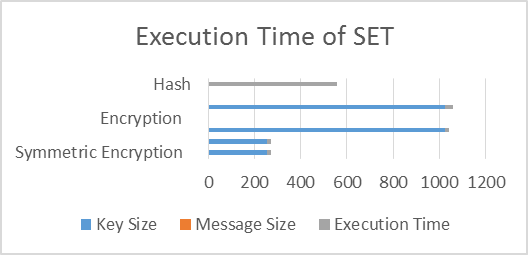 Execution Time of SET
Hash
Encryption
Symmetric Encryption
0 200 400 600 800 1000 1200
Key Size Message Size Execution Time